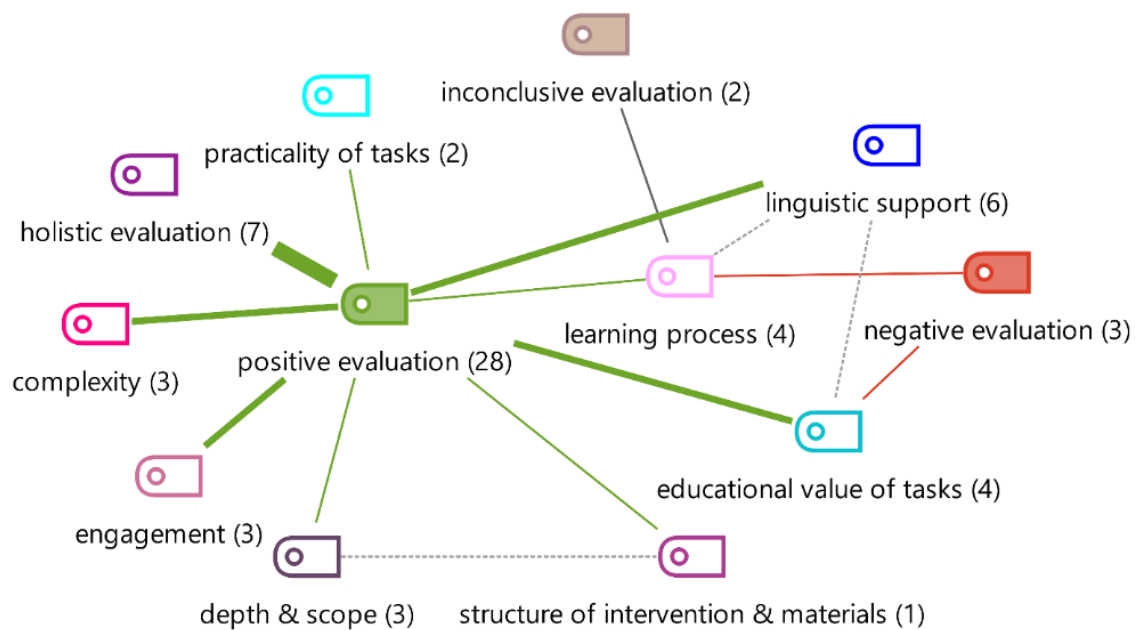 inconclusive evaluation (2)
practicality of tasks (2)
linguistic support (6)
holistic evaluation (7)
learning process (4)
negative evaluation (3)
positive evaluation (28)
complexity (3)
educational value of tasks (4)
engagement (3)
depth & scope (3)
structure of intervention & materials (1)